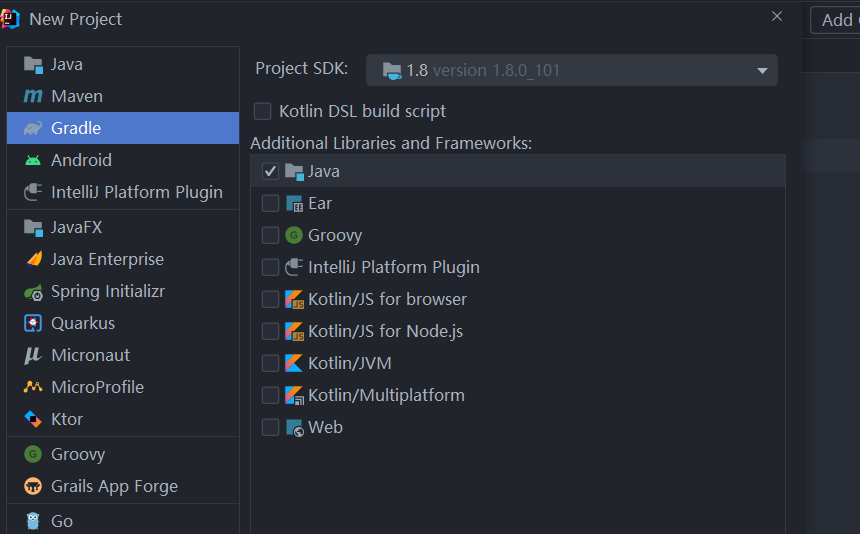 New Project
Add
Java
Maven
Gradle
Android
IntelliJ Platform Plugin
JavaFX
Java Enterprise
Spring Initializr
Quarkus
Micronaut
MicroProfile
Ktor
Groovy
Grails App Forge
Go
Project SDK: 1.8 version 1.8.0_101
Kotlin DSL build script
Additional Libraries and Frameworks:
Java
Ear
Groovy
IntelliJ Platform Plugin
Kotlin/JS for browser
Kotlin/JS for Node.js
Kotlin/JVM
Kotlin/Multiplatform
Web